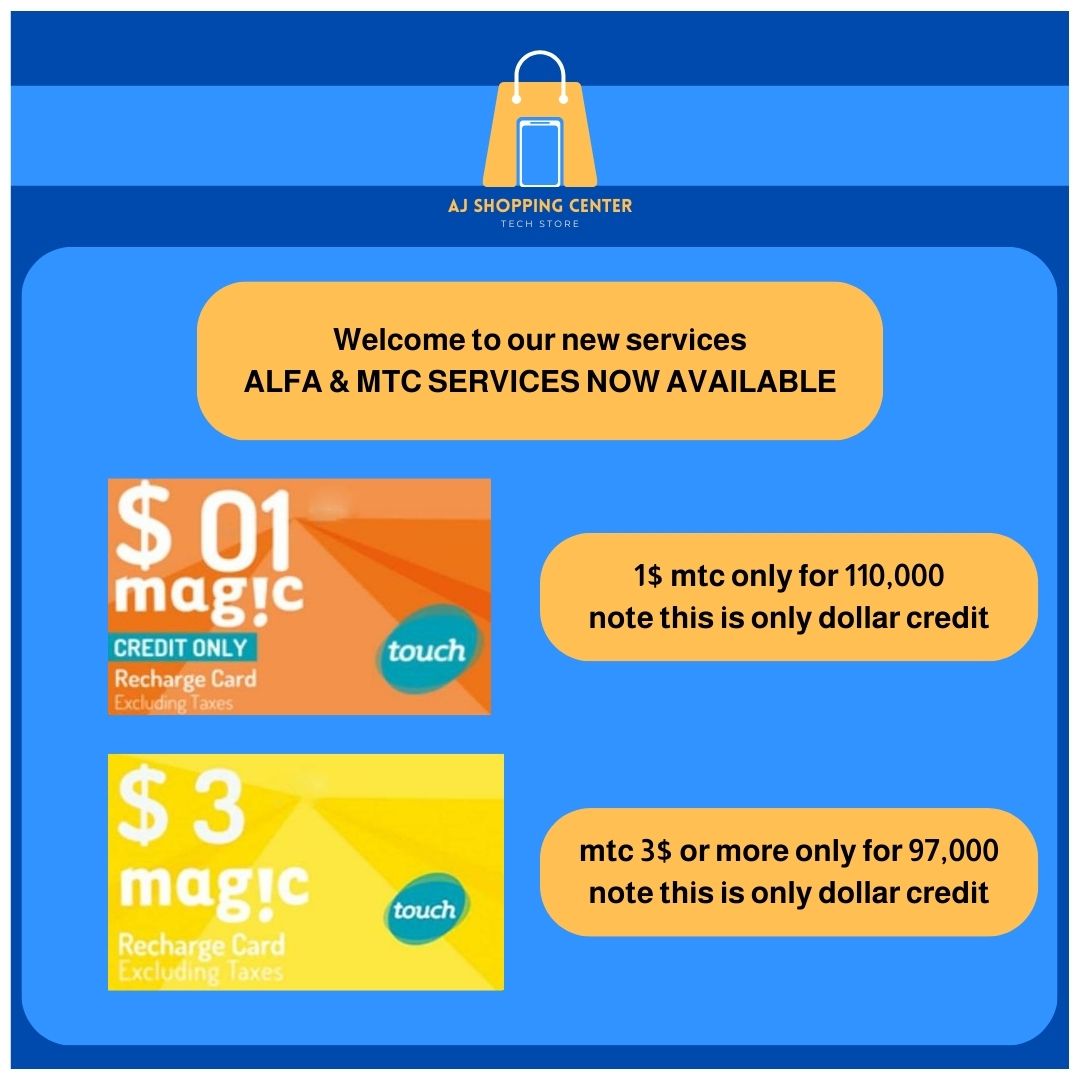 AJ SHOPPING CENTER
TECH STORE
Welcome to our new services
ALFA & MTC SERVICES NOW AVAILABLE
$ 01
mag!c
CREDIT ONLY
Recharge Card
Excluding Taxes
touch
1$ mtc only for 110,000
note this is only dollar credit
$ 3
mag!c
Recharge Card
Excluding Taxes
touch
mtc 3$ or more only for 97,000
note this is only dollar credit